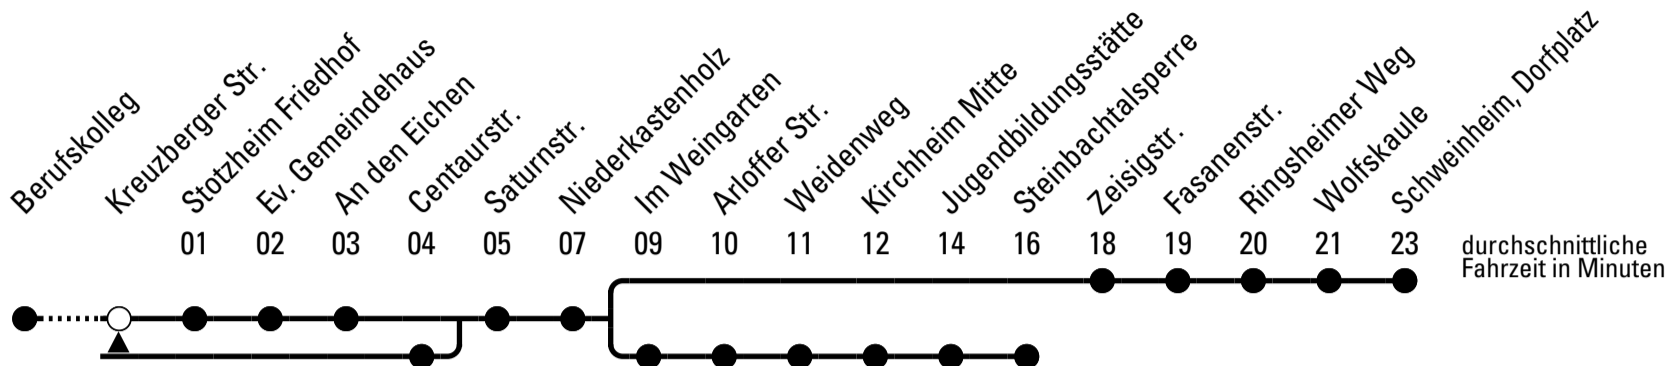 Berufskolleg
Kreuzberger Str.
Stotzheim Friedhof
Ev. Gemeindehaus
An den Eichen
Centaurstr.
Saturnstr.
Niederkastenholz
Im Weingarten
Arloffer Str.
Weidenweg
Kirchheim Mitte
Jugendbildungsstätte
Steinbachtalsperre
Zeisigstr.
Fasanenstr.
Ringsheimer Weg
Wolfskaule
Schweinheim, Dorfplatz
01 02 03 04 05 07 09 10 11 12 14 16 18 19 20 21 23
durchschnittliche
Fahrzeit in Minuten